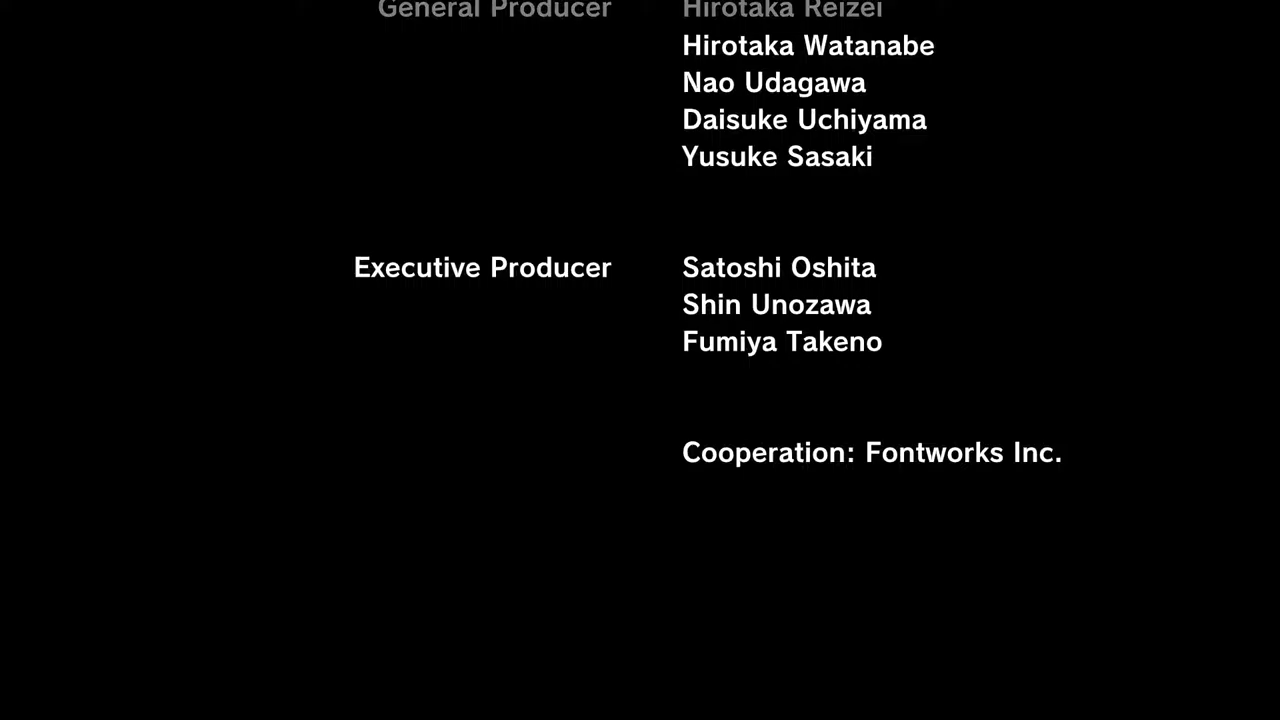 General Producer Hirotaka Reizei
Hirotaka Watanabe
Nao Udagawa
Daisuke Uchiyama
Yusuke Sasaki
Executive Producer Satoshi Oshita
Shin Unozawa
Fumiya Takeno
Cooperation: Fontworks Inc.